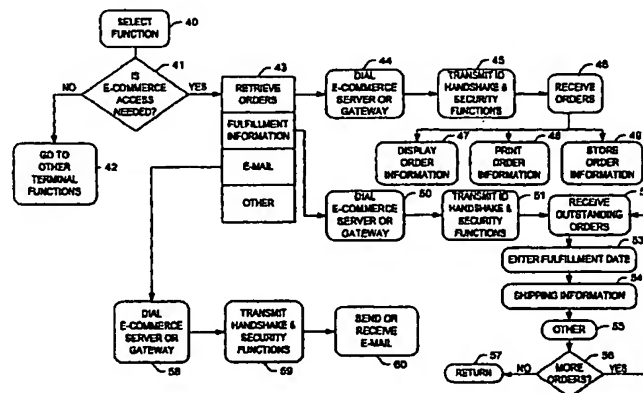 SELECT
FUNCTION
40
IS
E-COMMERCE
ACCESS
NEEDED?
41
NO
YES
GO TO
OTHER
TERMINAL
FUNCTIONS
42
43
RETRIEVE
ORDERS
FULFILLMENT
INFORMATION
E-MAIL
OTHER
44
DIAL
E-COMMERCE
SERVER OR
GATEWAY
45
TRANSMIT ID
HANDSHAKE &
SECURITY
FUNCTIONS
46
RECEIVE
ORDERS
47
DISPLAY
ORDER
INFORMATION
48
PRINT
ORDER
INFORMATION
49
STORE
ORDER
INFORMATION
50
DIAL
E-COMMERCE
SERVER OR
GATEWAY
51
TRANSMIT ID
HANDSHAKE &
SECURITY
FUNCTIONS
RECEIVE
OUTSTANDING
ORDERS
53
ENTER FULFILLMENT DATE
54
SHIPPING INFORMATION
OTHER
55
56
MORE
ORDERS?
NO
YES
57
RETURN
DIAL
E-COMMERCE
SERVER OR
GATEWAY
58
TRANSMIT
HANDSHAKE &
SECURITY
FUNCTIONS
59
SEND OR
RECEIVE
E-MAIL
60